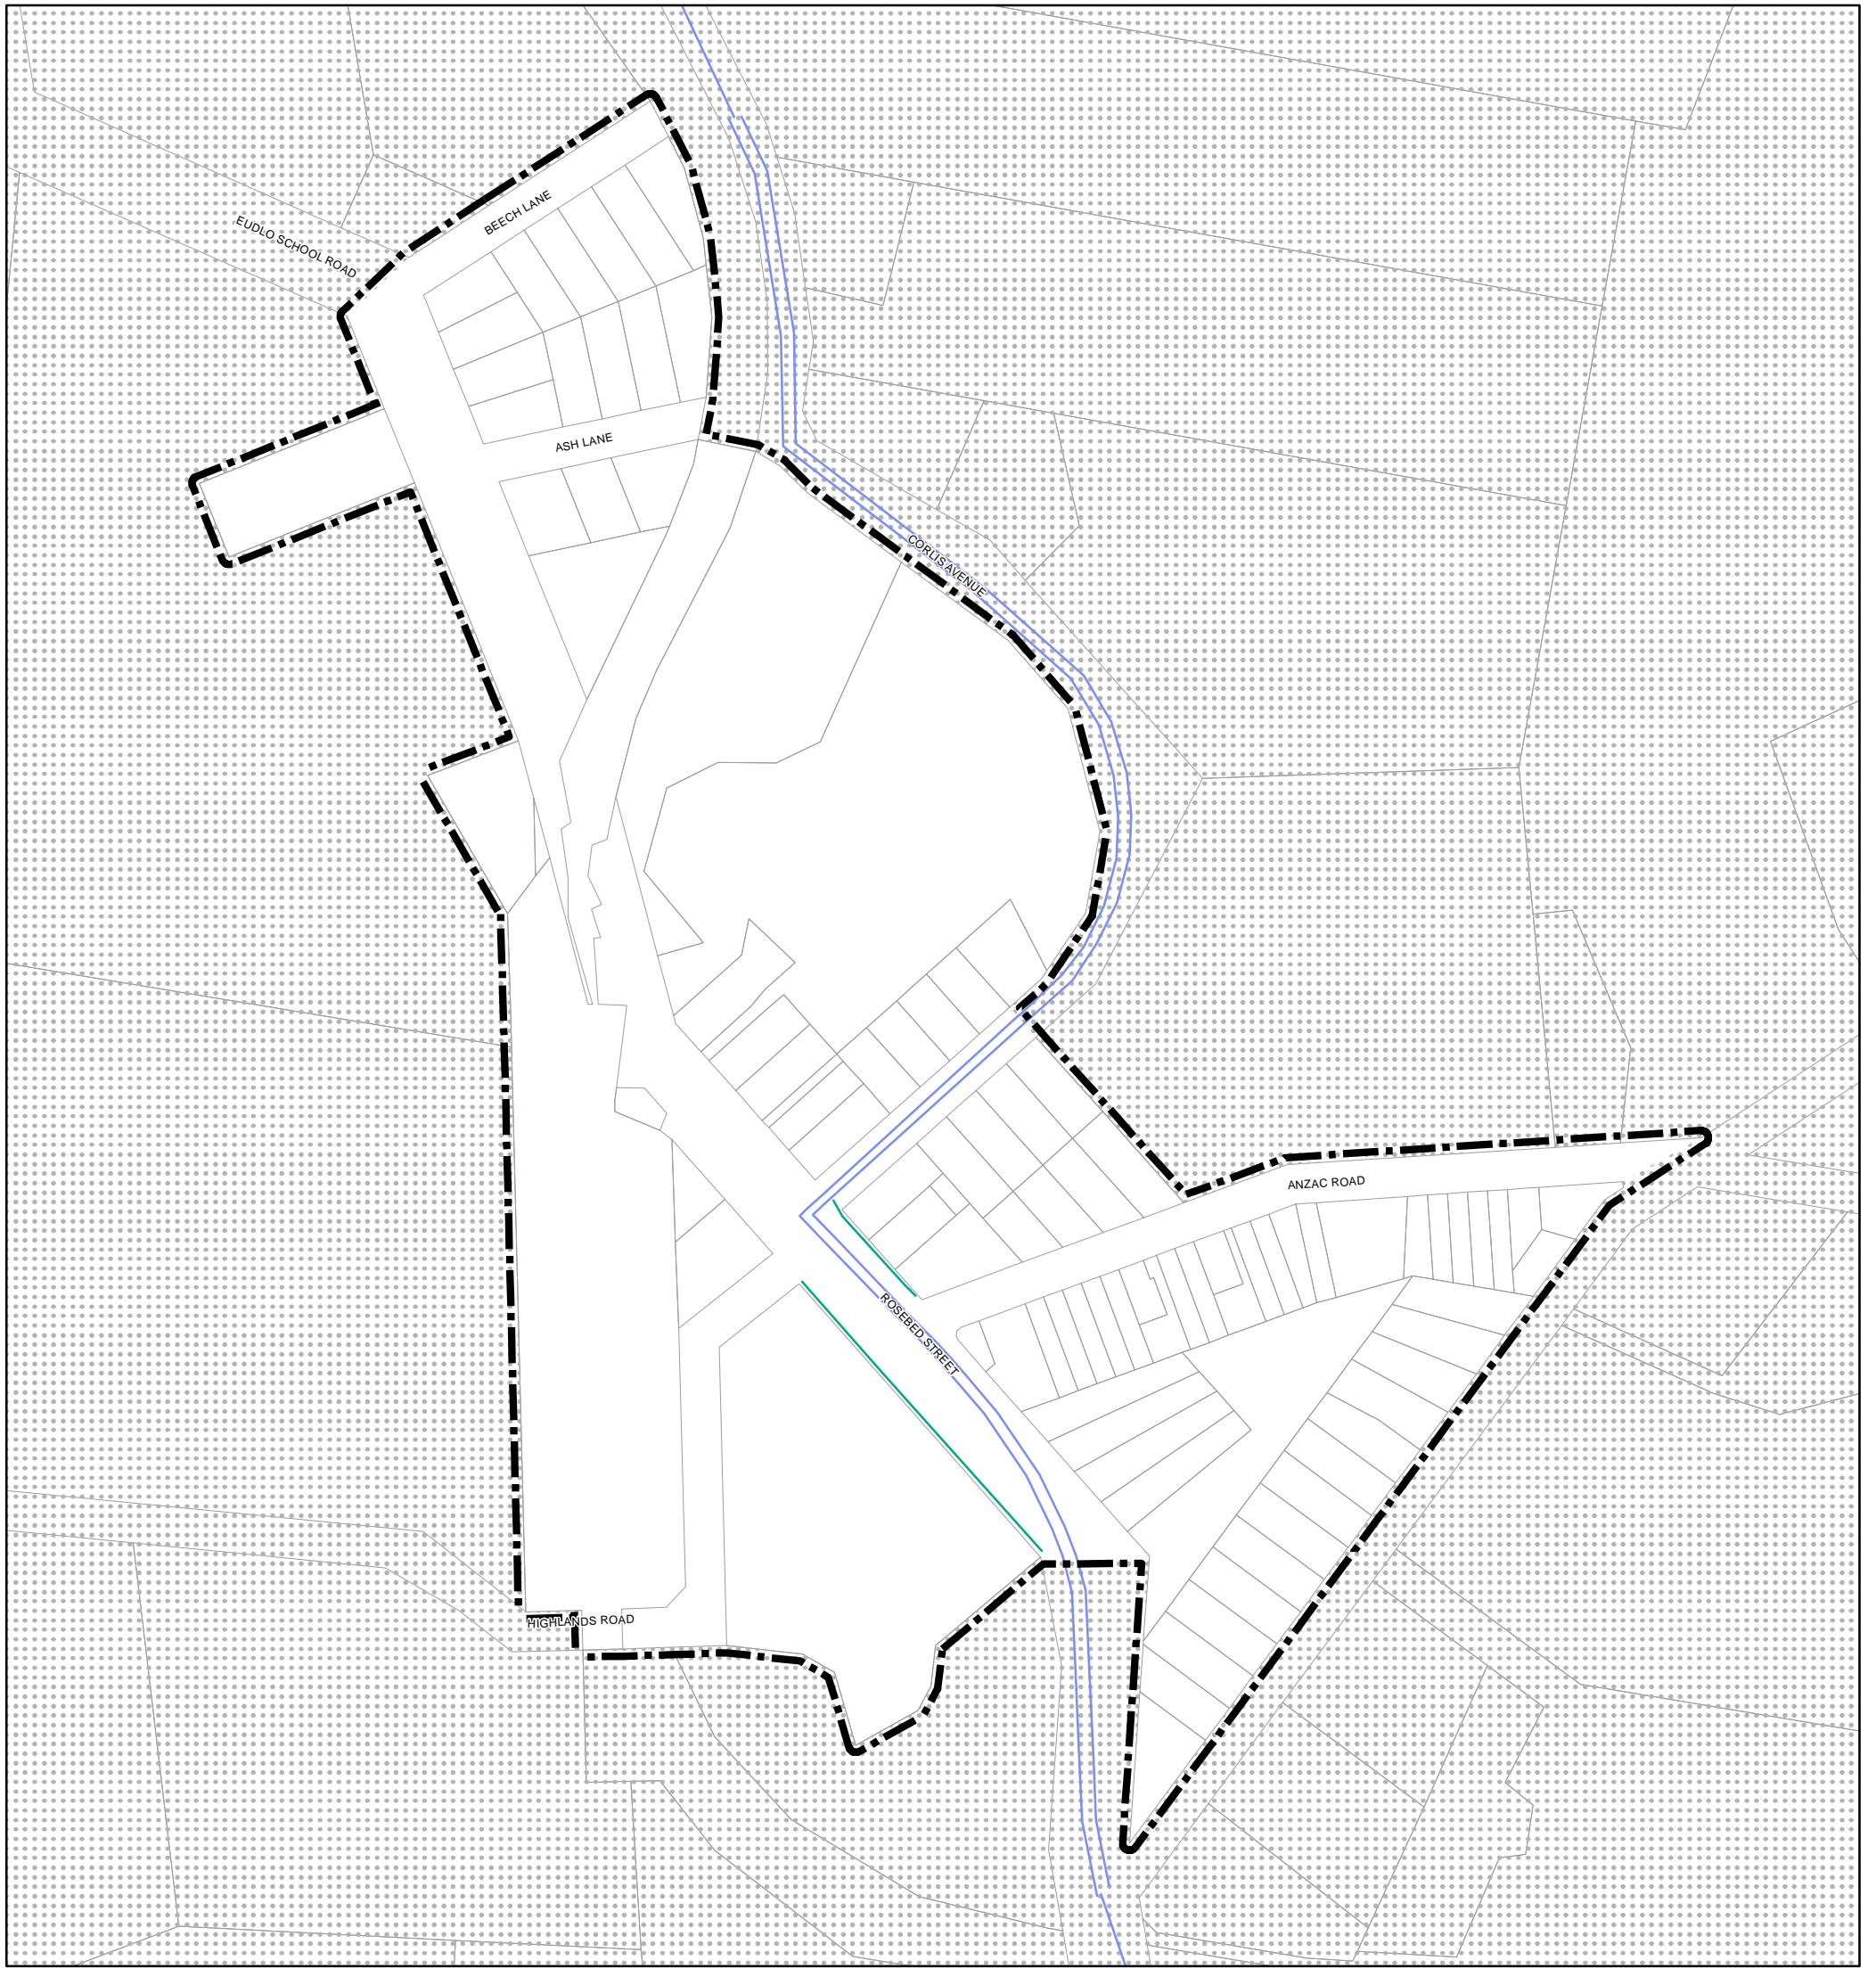 BEECH LANE
EUDLO SCHOOL ROAD
ASH LANE
CORLIS AVENUE
ANZAC ROAD
ROSEBED STREET
HIGHLANDS ROAD